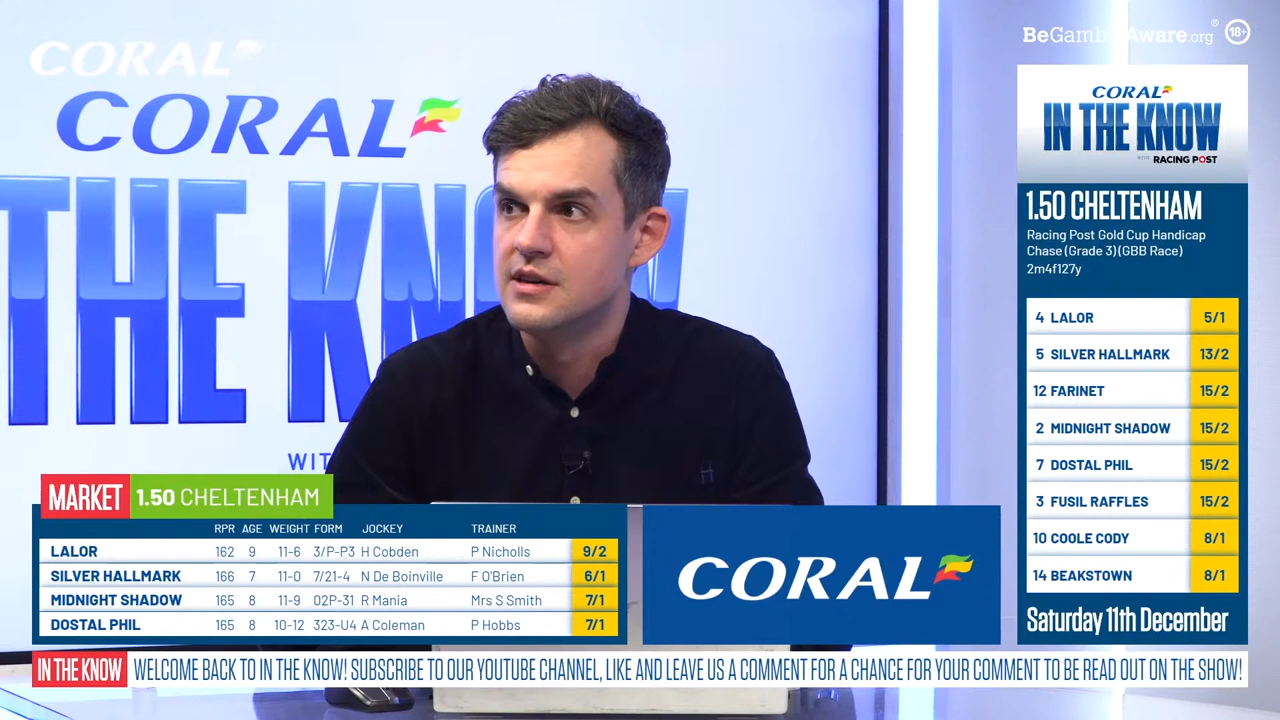 CORAL
BeGambleAware.org® 18+
CORAL
THE KNOW
WIT
CORAL
IN THE KNOW
WITH RACING POST
1.50 CHELTENHAM
Racing Post Gold Cup Handicap
Chase (Grade 3) (GBB Race)
2m4f127y
4 LALOR 5/1
5 SILVER HALLMARK 13/2
12 FARINET 15/2
2 MIDNIGHT SHADOW 15/2
7 DOSTAL PHIL 15/2
3 FUSIL RAFFLES 15/2
10 COOLE CODY 8/1
14 BEAKSTOWN 8/1
Saturday 11th December
MARKET 1.50 CHELTENHAM
RPR AGE WEIGHT FORM JOCKEY TRAINER
LALOR 162 9 11-6 3/P-P3 H Cobden P Nicholls 9/2
SILVER HALLMARK 166 7 11-0 7/21-4 N De Boinville F O'Brien 6/1
MIDNIGHT SHADOW 165 8 11-9 02P-31 R Mania Mrs S Smith 7/1
DOSTAL PHIL 165 8 10-12 323-U4 A Coleman P Hobbs 7/1
CORAL
IN THE KNOW WELCOME BACK TO IN THE KNOW! SUBSCRIBE TO OUR YOUTUBE CHANNEL, LIKE AND LEAVE US A COMMENT FOR A CHANCE FOR YOUR COMMENT TO BE READ OUT ON THE SHOW!